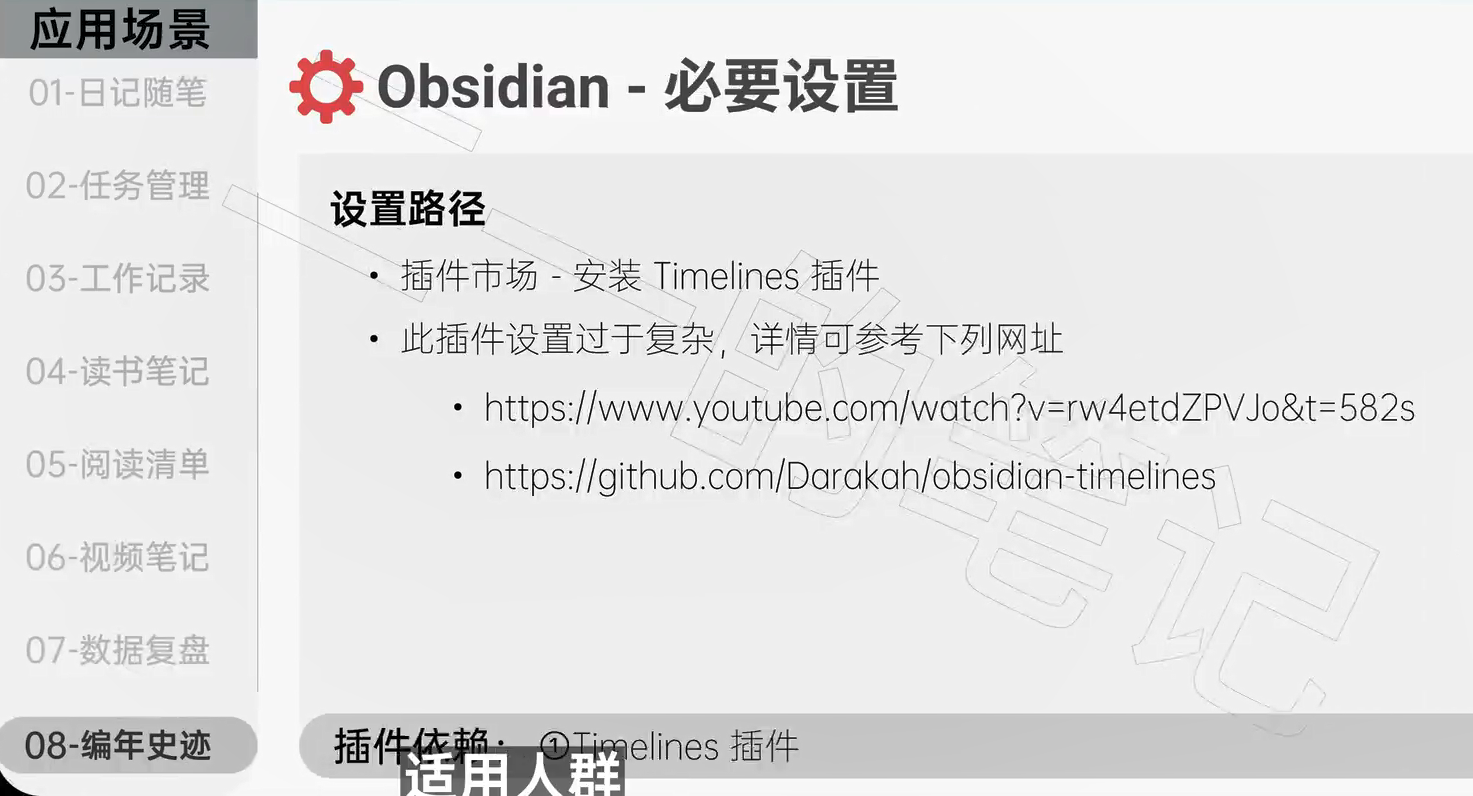 应用场景
01-日记随笔
02-任务管理
03-工作记录
04-读书笔记
05-阅读清单
06-视频笔记
07-数据复盘
08-编年史迹
Obsidian - 必要设置
设置路径
• 插件市场 - 安装 Timelines 插件
• 此插件设置过于复杂，详情可参考下列网址
• https://www.youtube.com/watch?v=rw4etdZPVJo&t=582s
• https://github.com/Darakah/obsidian-timelines
插件依赖： ①Timelines 插件
适用人群
一一的笔记